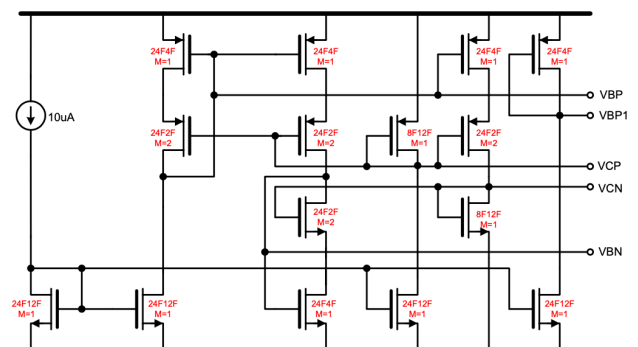 24F4F
M=1
24F4F
M=1
24F4F
M=1
24F4F
M=1
VBP
10uA
VBP1
24F2F
M=2
24F2F
M=2
8F12F
M=1
24F2F
M=2
VCP
VCN
24F2F
M=2
8F12F
M=1
VBN
24F12F
M=1
24F12F
M=1
24F4F
M=1
24F12F
M=1
24F12F
M=1